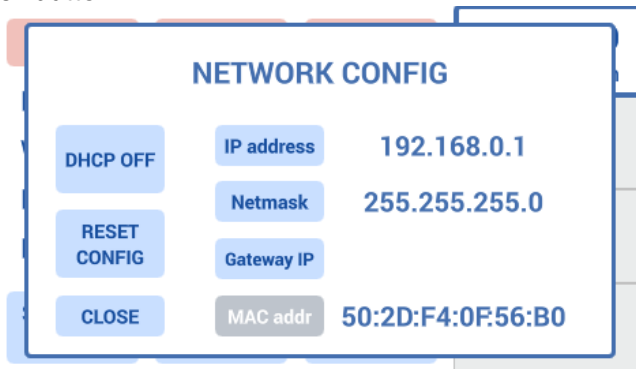 NETWORK CONFIG
DHCP OFF
IP address 192.168.0.1
Netmask 255.255.255.0
RESET
CONFIG
Gateway IP
CLOSE
MAC addr 50:2D:F4:0F:56:B0